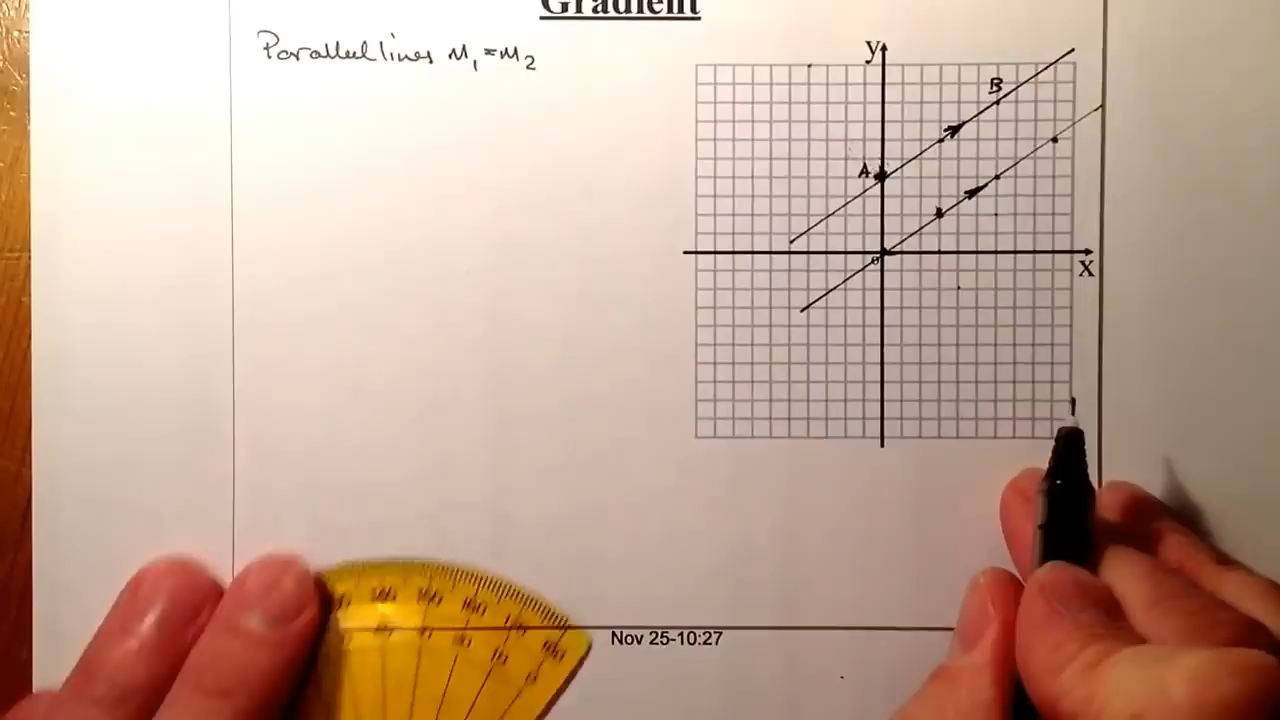 Gradient
Parallel lines M₁ = M₂
y
B
A
o
x
Nov 25-10:27